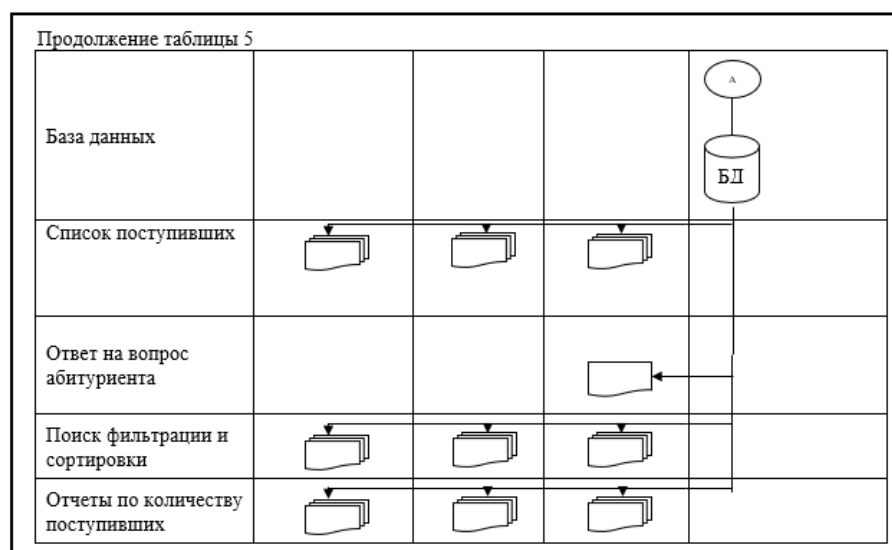 Продолжение таблицы 5
А
База данных
БД
Список поступивших
Ответ на вопрос
абитуриента
Поиск фильтрации и
сортировки
Отчеты по количеству
поступивших